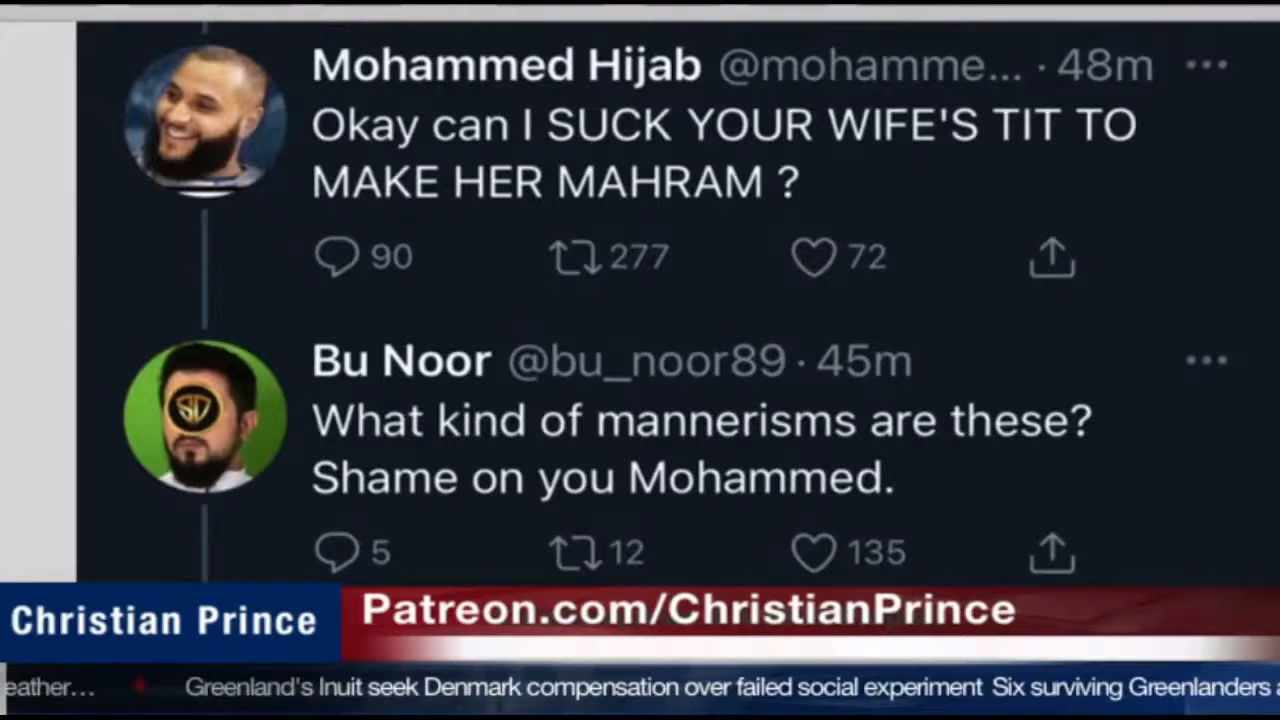 Mohammed Hijab @mohamme... · 48m
Okay can I SUCK YOUR WIFE'S TIT TO
MAKE HER MAHRAM ?
90 277 72
Bu Noor @bu_noor89 · 45m
What kind of mannerisms are these?
Shame on you Mohammed.
5 12 135
Christian Prince
Patreon.com/ChristianPrince
eather... Greenland's Inuit seek Denmark compensation over failed social experiment Six surviving Greenlanders